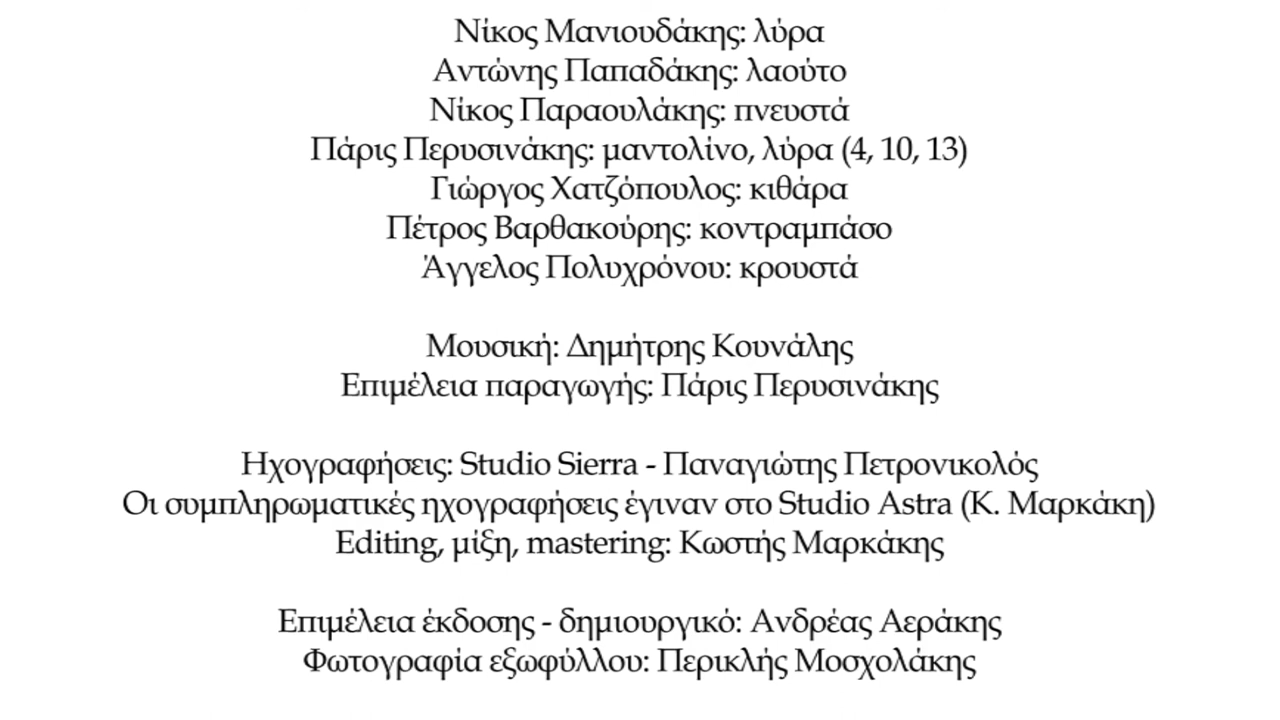 Νίκος Μανιουδάκης: λύρα
Αντώνης Παπαδάκης: λαούτο
Νίκος Παραουλάκης: πνευστά
Πάρις Περυσινάκης: μαντολίνο, λύρα (4, 10, 13)
Γιώργος Χατζόπουλος: κιθάρα
Πέτρος Βαρθακούρης: κοντραμπάσο
Άγγελος Πολυχρόνου: κρουστά
Μουσική: Δημήτρης Κουνάλης
Επιμέλεια παραγωγής: Πάρις Περυσινάκης
Ηχογραφήσεις: Studio Sierra - Παναγιώτης Πετρονικολός
Οι συμπληρωματικές ηχογραφήσεις έγιναν στο Studio Astra (Κ. Μαρκάκη)
Editing, μίξη, mastering: Κωστής Μαρκάκης
Επιμέλεια έκδοσης - δημιουργικό: Ανδρέας Αεράκης
Φωτογραφία εξωφύλλου: Περικλής Μοσχολάκης